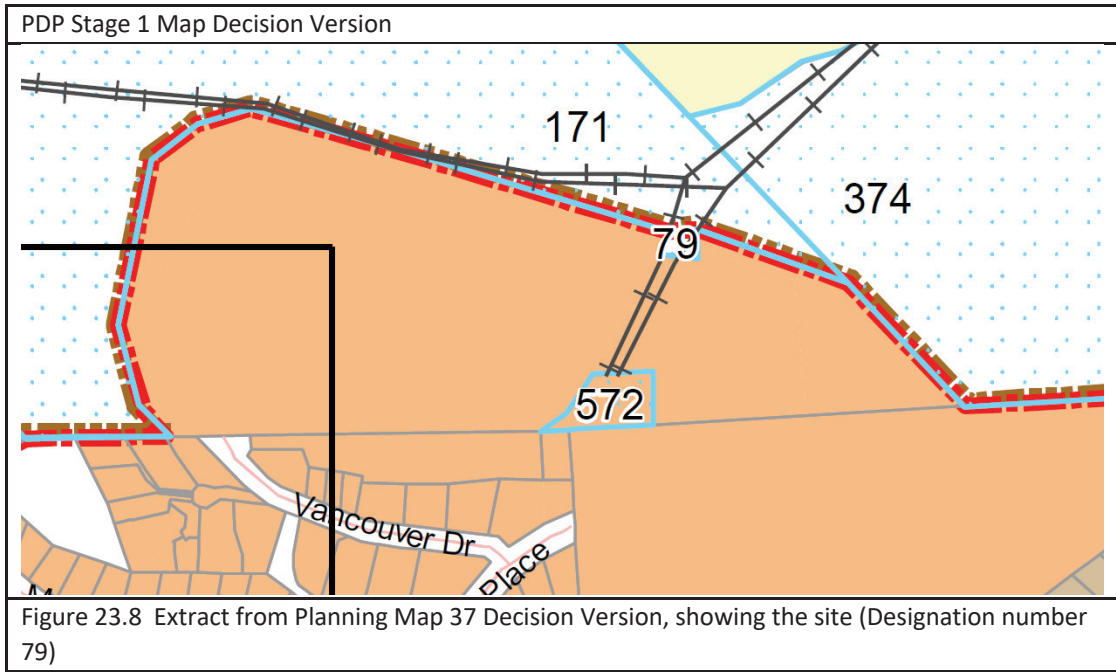 PDP Stage 1 Map Decision Version
171
374
79
572
Vancouver Dr
Place
M
Figure 23.8 Extract from Planning Map 37 Decision Version, showing the site (Designation number
79)